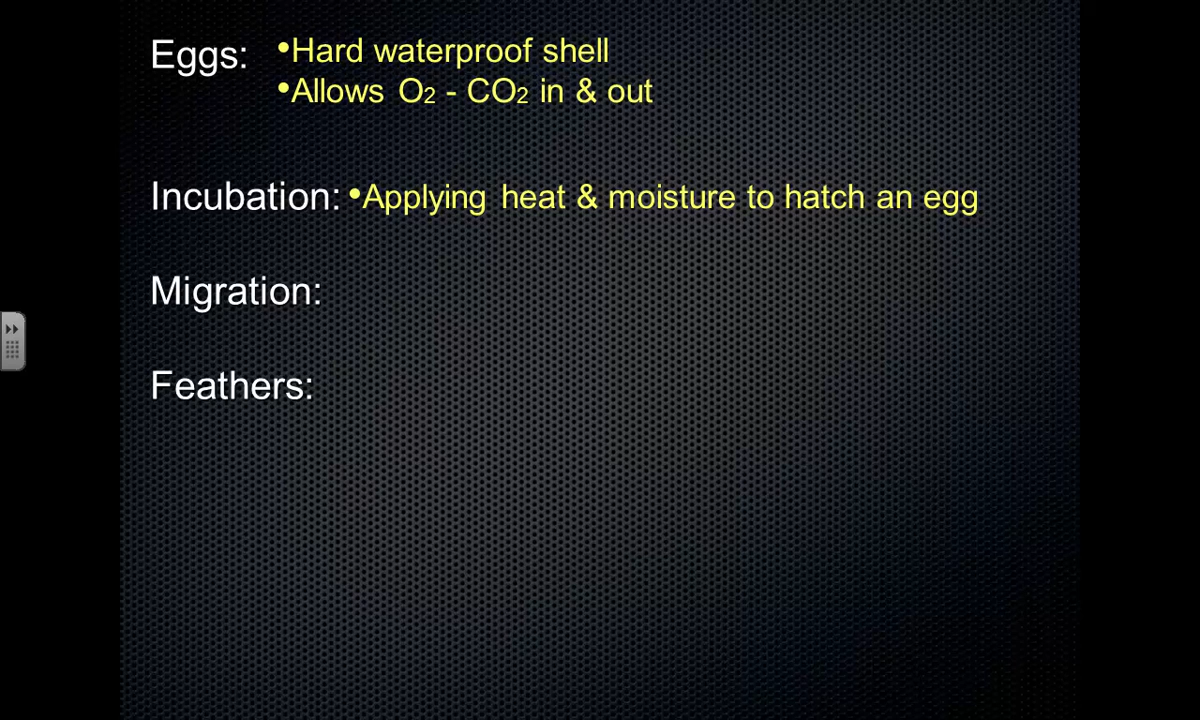 Eggs: •Hard waterproof shell
•Allows O₂ - CO₂ in & out
Incubation: •Applying heat & moisture to hatch an egg
Migration:
Feathers: